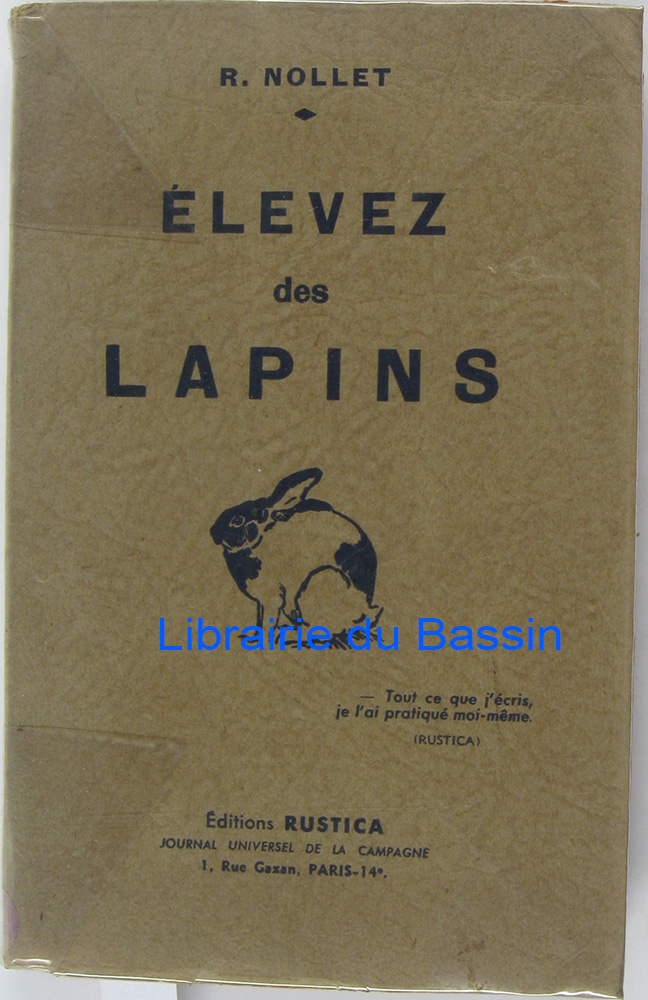 R. NOLLET
ÉLEVEZ
des
LAPINS
Librairie du Bassin
— Tout ce que j'écris,
je l'ai pratiqué moi-même.
(RUSTICA)
Éditions RUSTICA
JOURNAL UNIVERSEL DE LA CAMPAGNE
1, Rue Gazan, PARIS-14e.